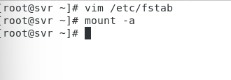 [root@svr ~]# vim /etc/fstab
[root@svr ~]# mount -a
[root@svr ~]#